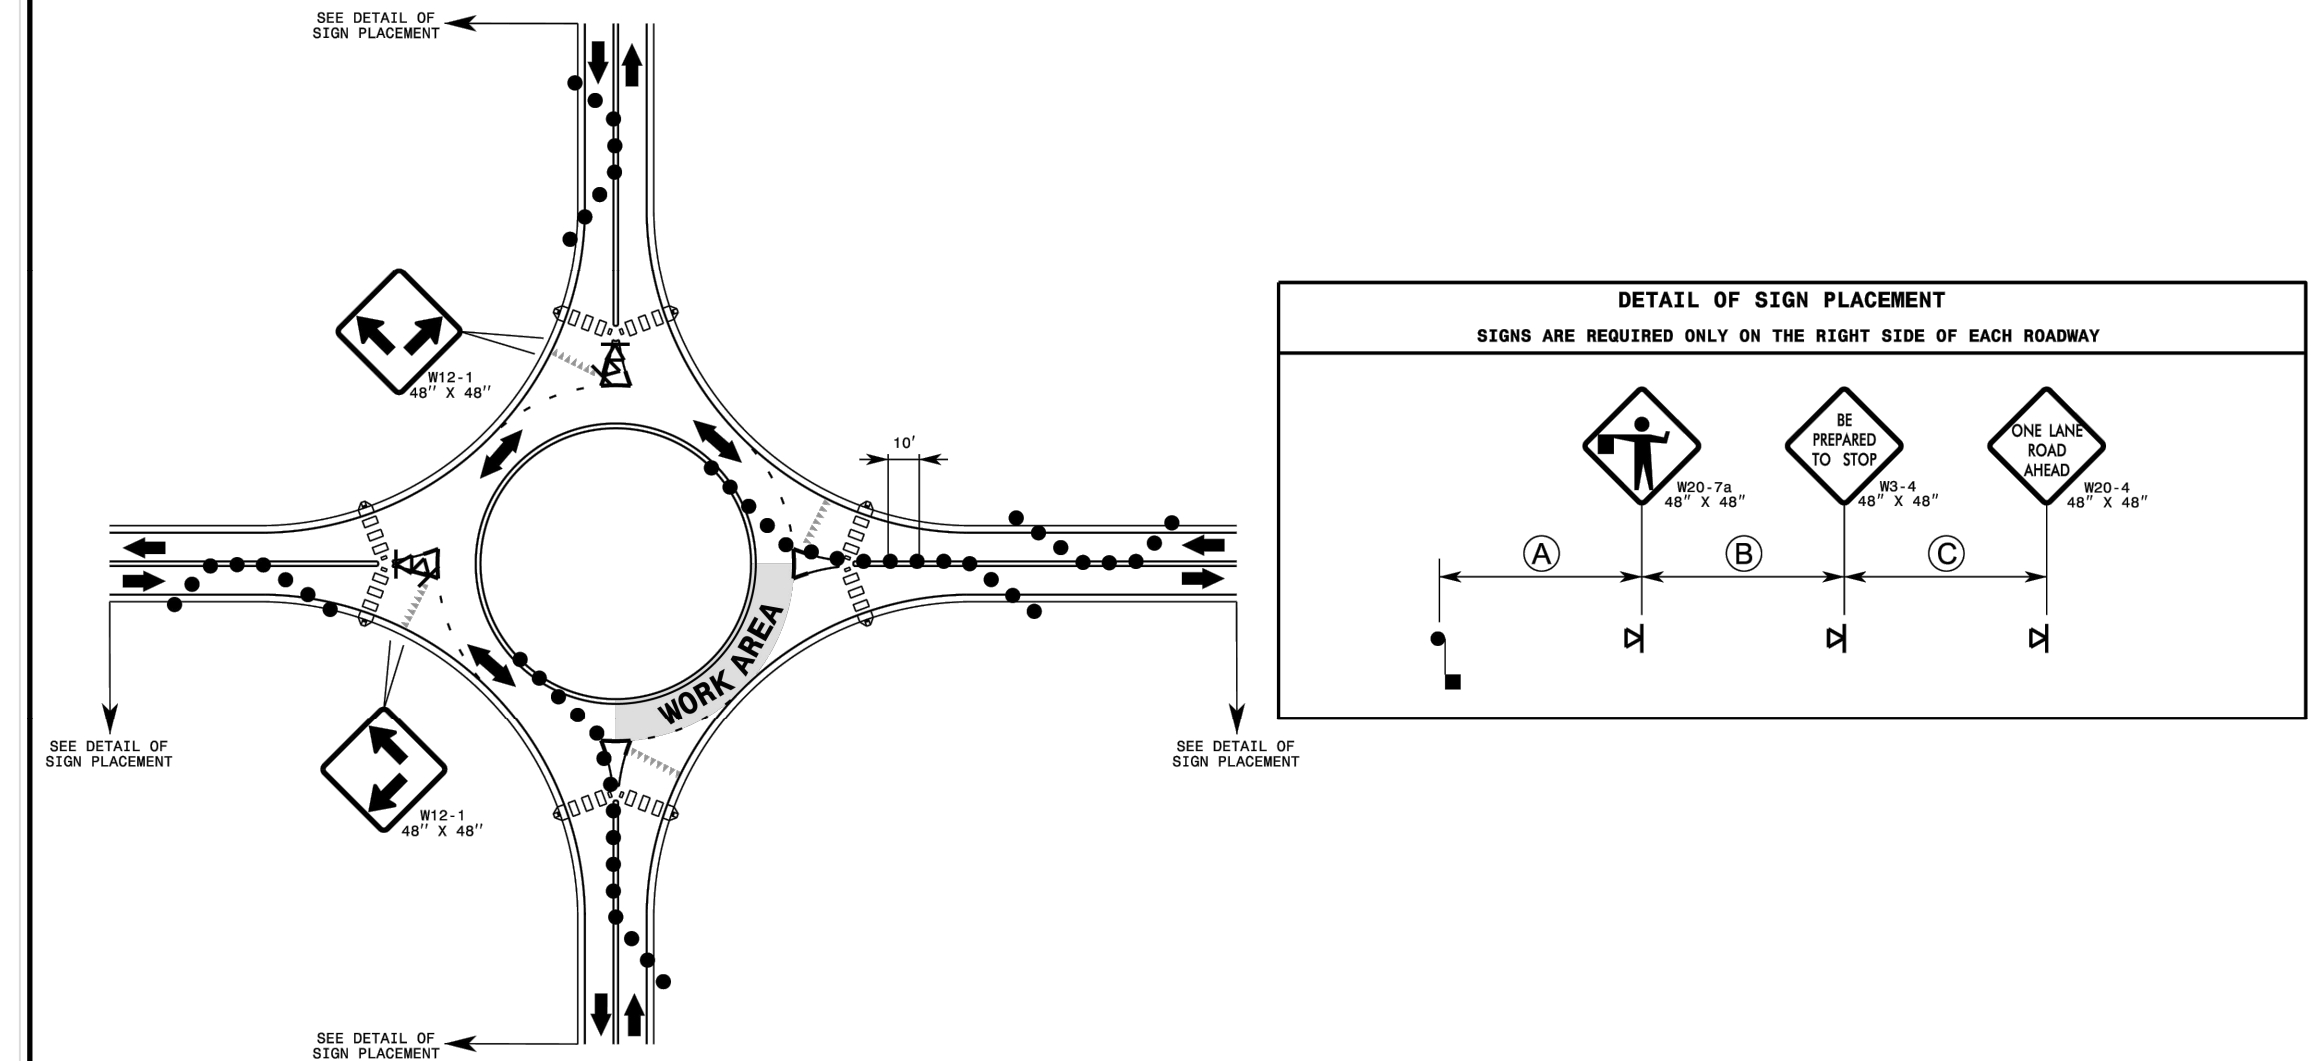 SEE DETAIL OF
SIGN PLACEMENT
W12-1
48" X 48"
10'
WORK AREA
SEE DETAIL OF
SIGN PLACEMENT
W12-1
48" X 48"
SEE DETAIL OF
SIGN PLACEMENT
SEE DETAIL OF
SIGN PLACEMENT
DETAIL OF SIGN PLACEMENT
SIGNS ARE REQUIRED ONLY ON THE RIGHT SIDE OF EACH ROADWAY
W20-7a
48" X 48"
BE
PREPARED
TO STOP
W3-4
48" X 48"
ONE LANE
ROAD
AHEAD
W20-4
48" X 48"
A
B
C